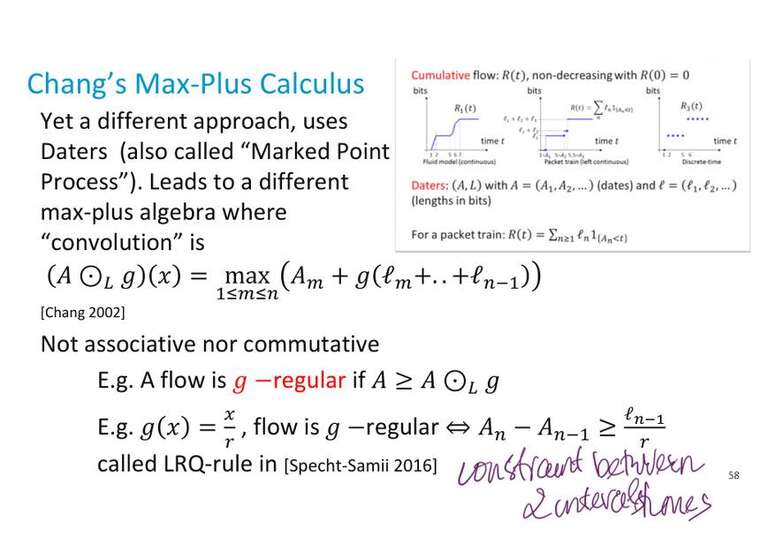 Chang's Max-Plus Calculus
Yet a different approach, uses
Daters (also called "Marked Point
Process"). Leads to a different
max-plus algebra where
"convolution" is
(A ⊙_L g)(x) = max_{1≤m≤n} (A_m + g(ℓ_m+..+ℓ_{n−1}))
[Chang 2002]
Not associative nor commutative
E.g. A flow is g −regular if A ≥ A ⊙_L g
E.g. g(x) = x/r , flow is g −regular ⇔ A_n − A_{n−1} ≥ ℓ_{n−1}/r
called LRQ-rule in [Specht-Samii 2016]
constraint between
2
58
Cumulative flow: R(t), non-decreasing with R(0) = 0
bits
bits
bits
R_1(t)
R(t) = ∑_n ℓ_n 1_{A_n<t}
R_3(t)
time t
time t
time t
Fluid model (continuous)
Packet train (left continuous)
Discrete-time
Daters: (A, L) with A = (A_1, A_2, …) (dates) and ℓ = (ℓ_1, ℓ_2, …)
(lengths in bits)
For a packet train: R(t) = ∑_{n≥1} ℓ_n 1_{A_n<t}